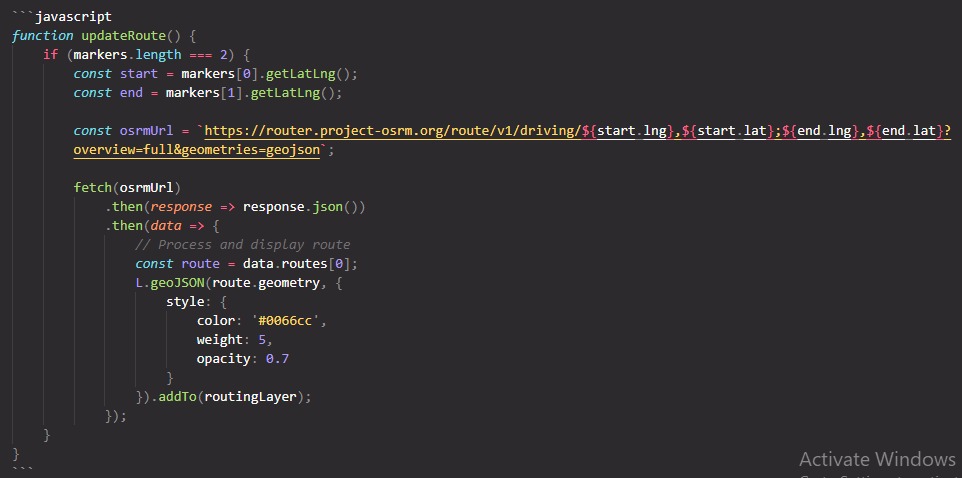 ```javascript
function updateRoute() {
    if (markers.length === 2) {
        const start = markers[0].getLatLng();
        const end = markers[1].getLatLng();

        const osrmUrl = `https://router.project-osrm.org/route/v1/driving/${start.lng},${start.lat};${end.lng},${end.lat}?
        overview=full&geometries=geojson`;

        fetch(osrmUrl)
            .then(response => response.json())
            .then(data => {
                // Process and display route
                const route = data.routes[0];
                L.geoJSON(route.geometry, {
                    style: {
                        color: '#0066cc',
                        weight: 5,
                        opacity: 0.7
                    }
                }).addTo(routingLayer);
            });
    }
}
```
Activate Windows